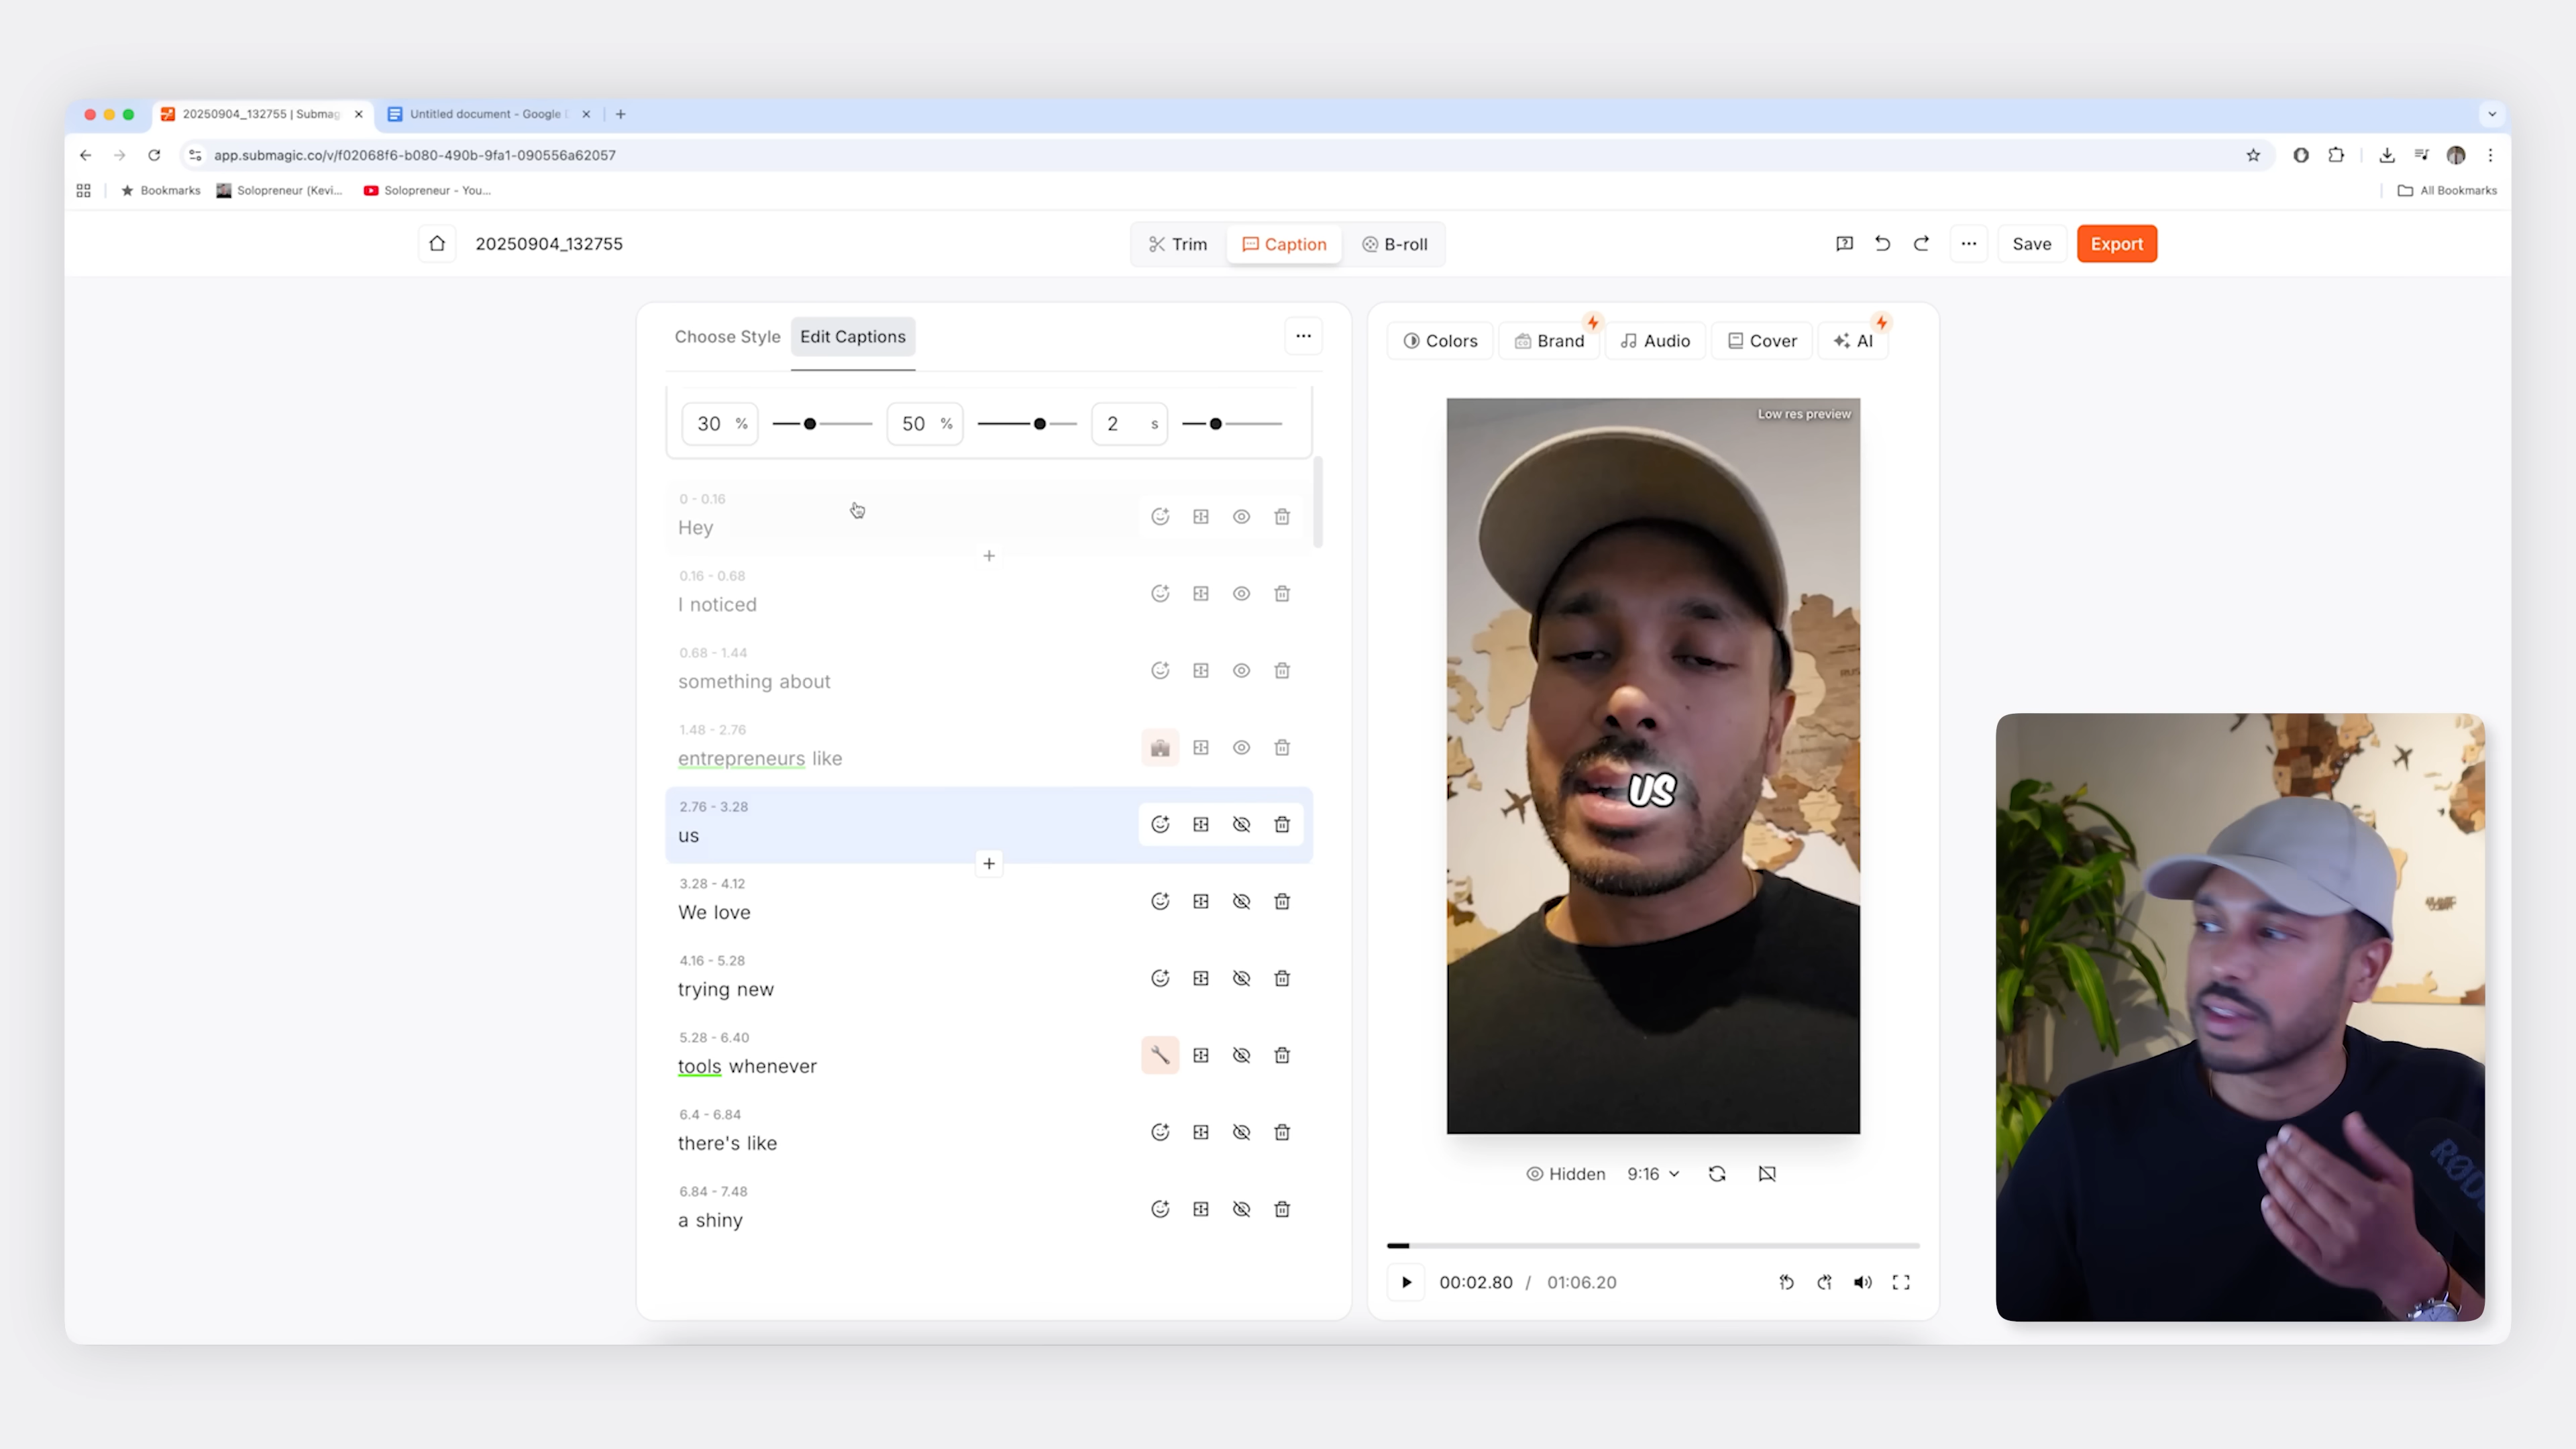 20250904_132755 | Submag
Untitled document - Google
app.submagic.co/v/f02068f6-b080-490b-9fa1-090556a62057
Bookmarks
Solopreneur (Kevi...
Solopreneur - You...
All Bookmarks
20250904_132755
Trim
Caption
B-roll
Save
Export
Choose Style
Edit Captions
Colors
Brand
Audio
Cover
AI
30 %
50 %
2 s
0 - 0.16
Hey
0.16 - 0.68
I noticed
0.68 - 1.44
something about
1.48 - 2.76
entrepreneurs like
2.76 - 3.28
us
3.28 - 4.12
We love
4.16 - 5.28
trying new
5.28 - 6.40
tools whenever
6.4 - 6.84
there's like
6.84 - 7.48
a shiny
Low res preview
US
Hidden
9:16
00:02.80 / 01:06.20